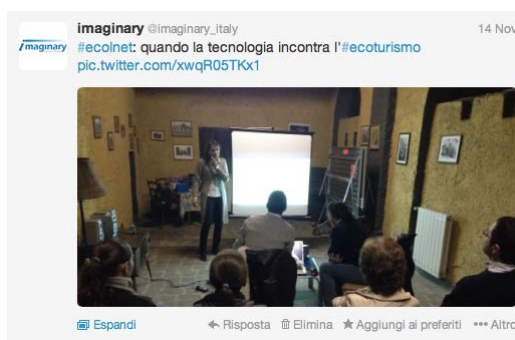 imaginary @imaginary_italy 14 Nov
imaginary
#ecolnet: quando la tecnologia incontra l'#ecoturismo
pic.twitter.com/xwqR05TKx1
Espandi Risposta Elimina Aggiungi ai preferiti Altro